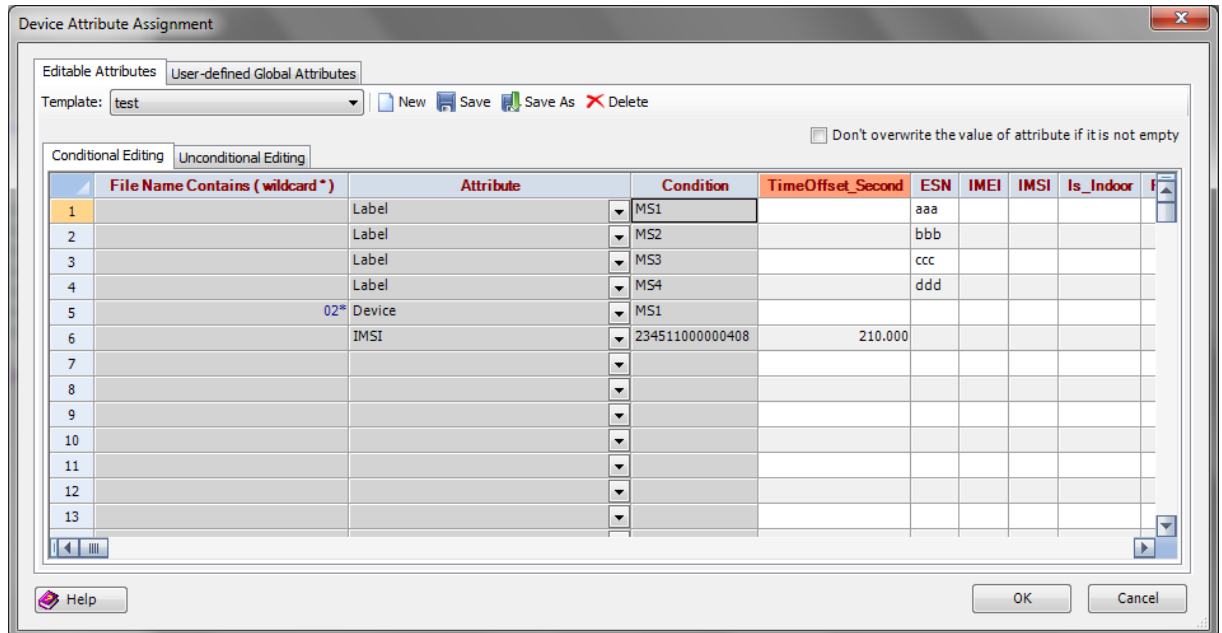 Device Attribute Assignment
Editable Attributes User-defined Global Attributes
Template: test New Save Save As Delete
Don't overwrite the value of attribute if it is not empty
Conditional Editing Unconditional Editing
File Name Contains ( wildcard * ) Attribute Condition TimeOffset_Second ESN IMEI IMSI Is_Indoor
1 Label MS1 aaa
2 Label MS2 bbb
3 Label MS3 ccc
4 Label MS4 ddd
5 02* Device MS1
6 IMSI 234511000000408 210.000
7
8
9
10
11
12
13
Help OK Cancel